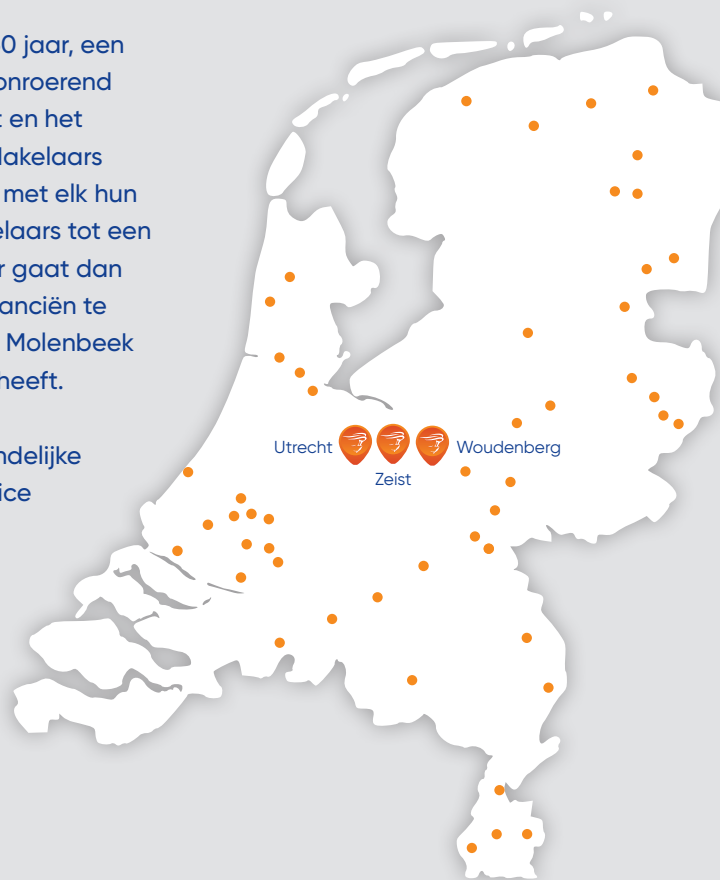 0 jaar, een
onroerend
en het
akelaars
met elk hun
elaars tot een
gaat dan
anciën te
Molenbeek
heeft.
ndelijke
ice
Utrecht
Woudenberg
Zeist